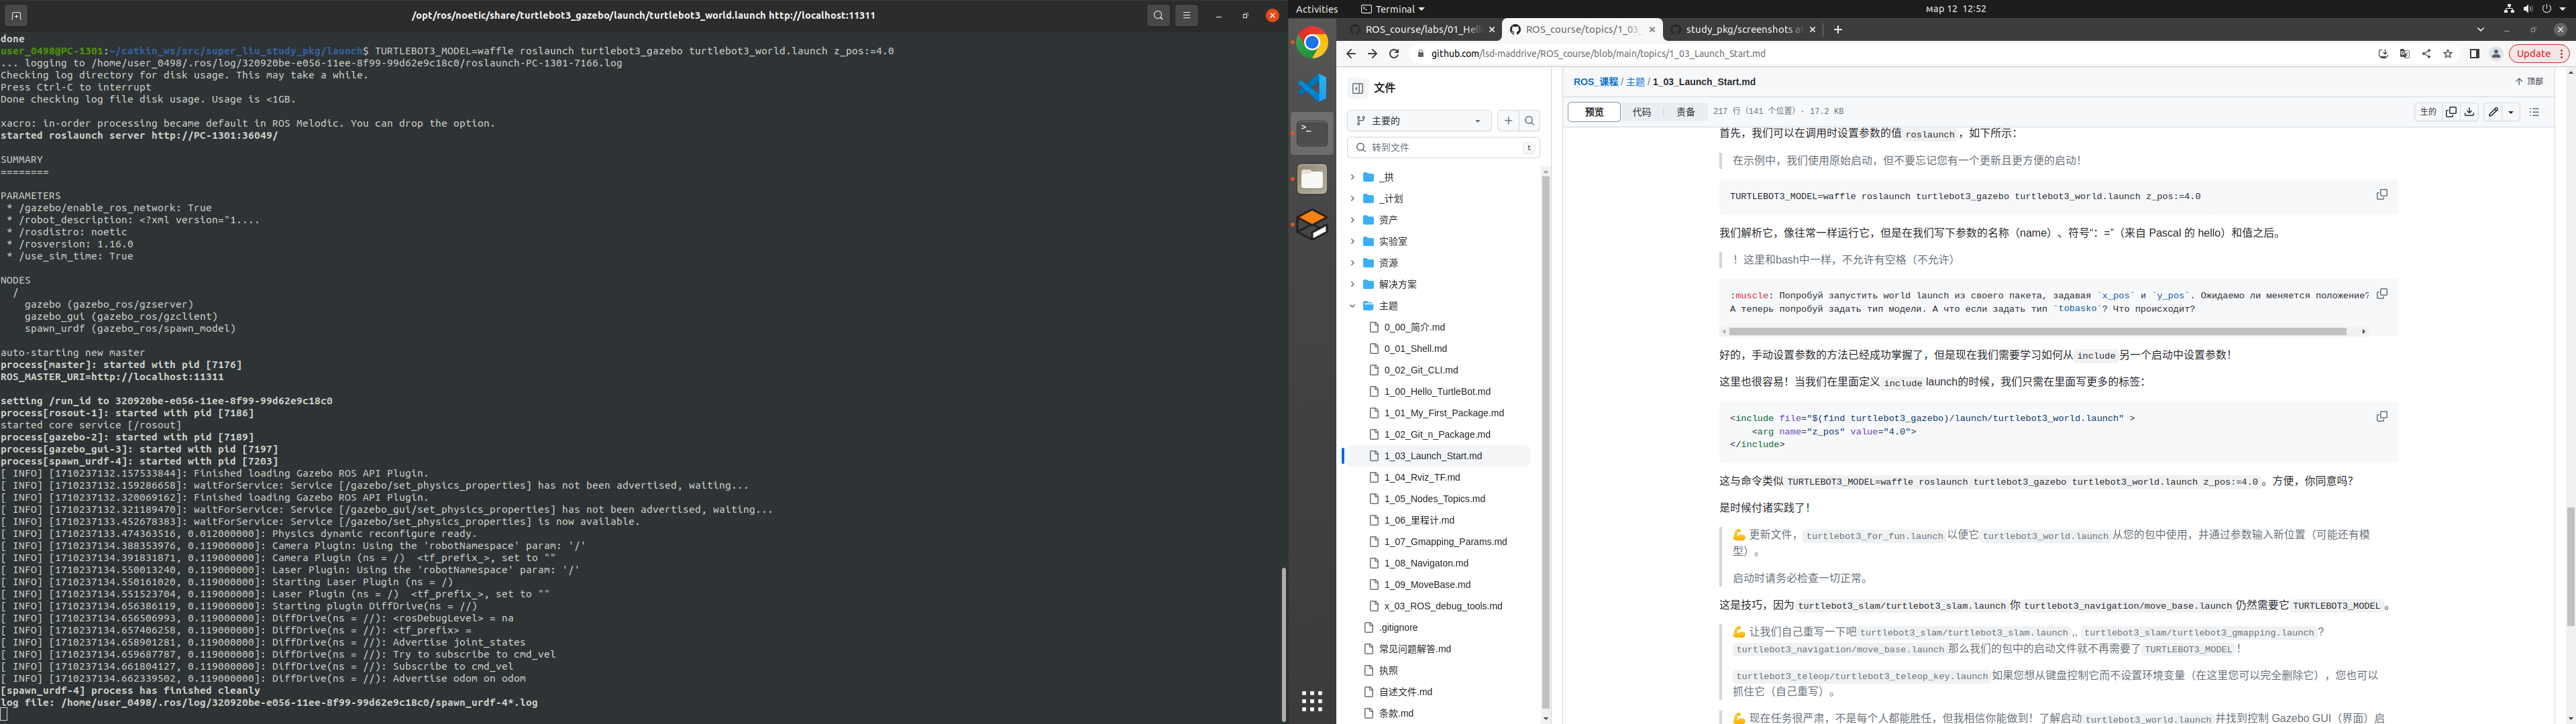 /opt/ros/noetic/share/turtlebot3_gazebo/launch/turtlebot3_world.launch http://localhost:11311
done
user_0498@PC-1301:~/catkin_ws/src/super_liu_study_pkg/launch$ TURTLEBOT3_MODEL=waffle roslaunch turtlebot3_gazebo turtlebot3_world.launch z_pos:=4.0
... logging to /home/user_0498/.ros/log/320920be-e056-11ee-8f99-99d62e9c18c0/roslaunch-PC-1301-7166.log
Checking log directory for disk usage. This may take a while.
Press Ctrl-C to interrupt
Done checking log file disk usage. Usage is <1GB.
xacro: in-order processing became default in ROS Melodic. You can drop the option.
started roslaunch server http://PC-1301:36049/
SUMMARY
========
PARAMETERS
* /gazebo/enable_ros_network: True
* /robot_description: <?xml version="1....
* /rosdistro: noetic
* /rosversion: 1.16.0
* /use_sim_time: True
NODES
/
gazebo (gazebo_ros/gzserver)
gazebo_gui (gazebo_ros/gzclient)
spawn_urdf (gazebo_ros/spawn_model)
auto-starting new master
process[master]: started with pid [7176]
ROS_MASTER_URI=http://localhost:11311
setting /run_id to 320920be-e056-11ee-8f99-99d62e9c18c0
process[rosout-1]: started with pid [7186]
started core service [/rosout]
process[gazebo-2]: started with pid [7189]
process[gazebo_gui-3]: started with pid [7197]
process[spawn_urdf-4]: started with pid [7203]
[ INFO] [1710237132.157533844]: Finished loading Gazebo ROS API Plugin.
[ INFO] [1710237132.159286658]: waitForService: Service [/gazebo/set_physics_properties] has not been advertised, waiting...
[ INFO] [1710237132.320069162]: Finished loading Gazebo ROS API Plugin.
[ INFO] [1710237132.321189470]: waitForService: Service [/gazebo_gui/set_physics_properties] has not been advertised, waiting...
[ INFO] [1710237133.452678383]: waitForService: Service [/gazebo/set_physics_properties] is now available.
[ INFO] [1710237133.474363516, 0.012000000]: Physics dynamic reconfigure ready.
[ INFO] [1710237134.388353976, 0.119000000]: Camera Plugin: Using the 'robotNamespace' param: '/'
[ INFO] [1710237134.391831871, 0.119000000]: Camera Plugin (ns = /)  <tf_prefix_>, set to ""
[ INFO] [1710237134.550013240, 0.119000000]: Laser Plugin: Using the 'robotNamespace' param: '/'
[ INFO] [1710237134.550161020, 0.119000000]: Starting Laser Plugin (ns = /)
[ INFO] [1710237134.551523704, 0.119000000]: Laser Plugin (ns = /)  <tf_prefix_>, set to ""
[ INFO] [1710237134.656386119, 0.119000000]: Starting plugin DiffDrive(ns = //)
[ INFO] [1710237134.656506993, 0.119000000]: DiffDrive(ns = //): <rosDebugLevel> = na
[ INFO] [1710237134.657406258, 0.119000000]: DiffDrive(ns = //): <tf_prefix> =
[ INFO] [1710237134.658901281, 0.119000000]: DiffDrive(ns = //): Advertise joint_states
[ INFO] [1710237134.659687787, 0.119000000]: DiffDrive(ns = //): Try to subscribe to cmd_vel
[ INFO] [1710237134.661804127, 0.119000000]: DiffDrive(ns = //): Subscribe to cmd_vel
[ INFO] [1710237134.662339502, 0.119000000]: DiffDrive(ns = //): Advertise odom on odom
[spawn_urdf-4] process has finished cleanly
log file: /home/user_0498/.ros/log/320920be-e056-11ee-8f99-99d62e9c18c0/spawn_urdf-4*.log
Activities
Terminal
мар 12  12:52
ROS_course/labs/01_Hell
ROS_course/topics/1_03_
study_pkg/screenshots at
github.com/lsd-maddrive/ROS_course/blob/main/topics/1_03_Launch_Start.md
Update
文件
主要的
转到文件
t
_拱
_计划
资产
实验室
资源
解决方案
主题
0_00_简介.md
0_01_Shell.md
0_02_Git_CLI.md
1_00_Hello_TurtleBot.md
1_01_My_First_Package.md
1_02_Git_n_Package.md
1_03_Launch_Start.md
1_04_Rviz_TF.md
1_05_Nodes_Topics.md
1_06_里程计.md
1_07_Gmapping_Params.md
1_08_Navigaton.md
1_09_MoveBase.md
x_03_ROS_debug_tools.md
.gitignore
常见问题解答.md
执照
自述文件.md
条款.md
ROS_课程 / 主题 / 1_03_Launch_Start.md
顶部
预览 代码 责备 217 行（141 个位置）· 17.2 KB
生的
首先，我们可以在调用时设置参数的值 roslaunch，如下所示：
在示例中，我们使用原始启动，但不要忘记您有一个更新且更方便的启动！
TURTLEBOT3_MODEL=waffle roslaunch turtlebot3_gazebo turtlebot3_world.launch z_pos:=4.0
我们解析它，像往常一样运行它，但是在我们写下参数的名称（name）、符号“：=”（来自 Pascal 的 hello）和值之后。
！这里和bash中一样，不允许有空格（不允许）
:muscle: Попробуй запустить world launch из своего пакета, задавая `x_pos` и `y_pos`. Ожидаемо ли меняется положение?
А теперь попробуй задать тип модели. А что если задать тип `tobasko`? Что происходит?
好的，手动设置参数的方法已经成功掌握了，但是现在我们需要学习如何从 include 另一个启动中设置参数！
这里也很容易！当我们在里面定义 include launch的时候，我们只需在里面写更多的标签：
<include file="$(find turtlebot3_gazebo)/launch/turtlebot3_world.launch" >
<arg name="z_pos" value="4.0">
</include>
这与命令类似 TURTLEBOT3_MODEL=waffle roslaunch turtlebot3_gazebo turtlebot3_world.launch z_pos:=4.0 。方便，你同意吗？
是时候付诸实践了！
💪 更新文件， turtlebot3_for_fun.launch 以便它 turtlebot3_world.launch 从您的包中使用，并通过参数输入新位置（可能还有模
型）。
启动时请务必检查一切正常。
这是技巧，因为 turtlebot3_slam/turtlebot3_slam.launch 你 turtlebot3_navigation/move_base.launch 仍然需要它 TURTLEBOT3_MODEL 。
💪 让我们自己重写一下吧 turtlebot3_slam/turtlebot3_slam.launch ,, turtlebot3_slam/turtlebot3_gmapping.launch ?
turtlebot3_navigation/move_base.launch 那么我们的包中的启动文件就不再需要了 TURTLEBOT3_MODEL ！
turtlebot3_teleop/turtlebot3_teleop_key.launch 如果您想从键盘控制它而不设置环境变量（在这里您可以完全删除它），您也可以
抓住它（自己重写）。
💪 现在任务很严肃，不是每个人都能胜任，但我相信你能做到！了解启动 turtlebot3_world.launch 并找到控制 Gazebo GUI（界面）启